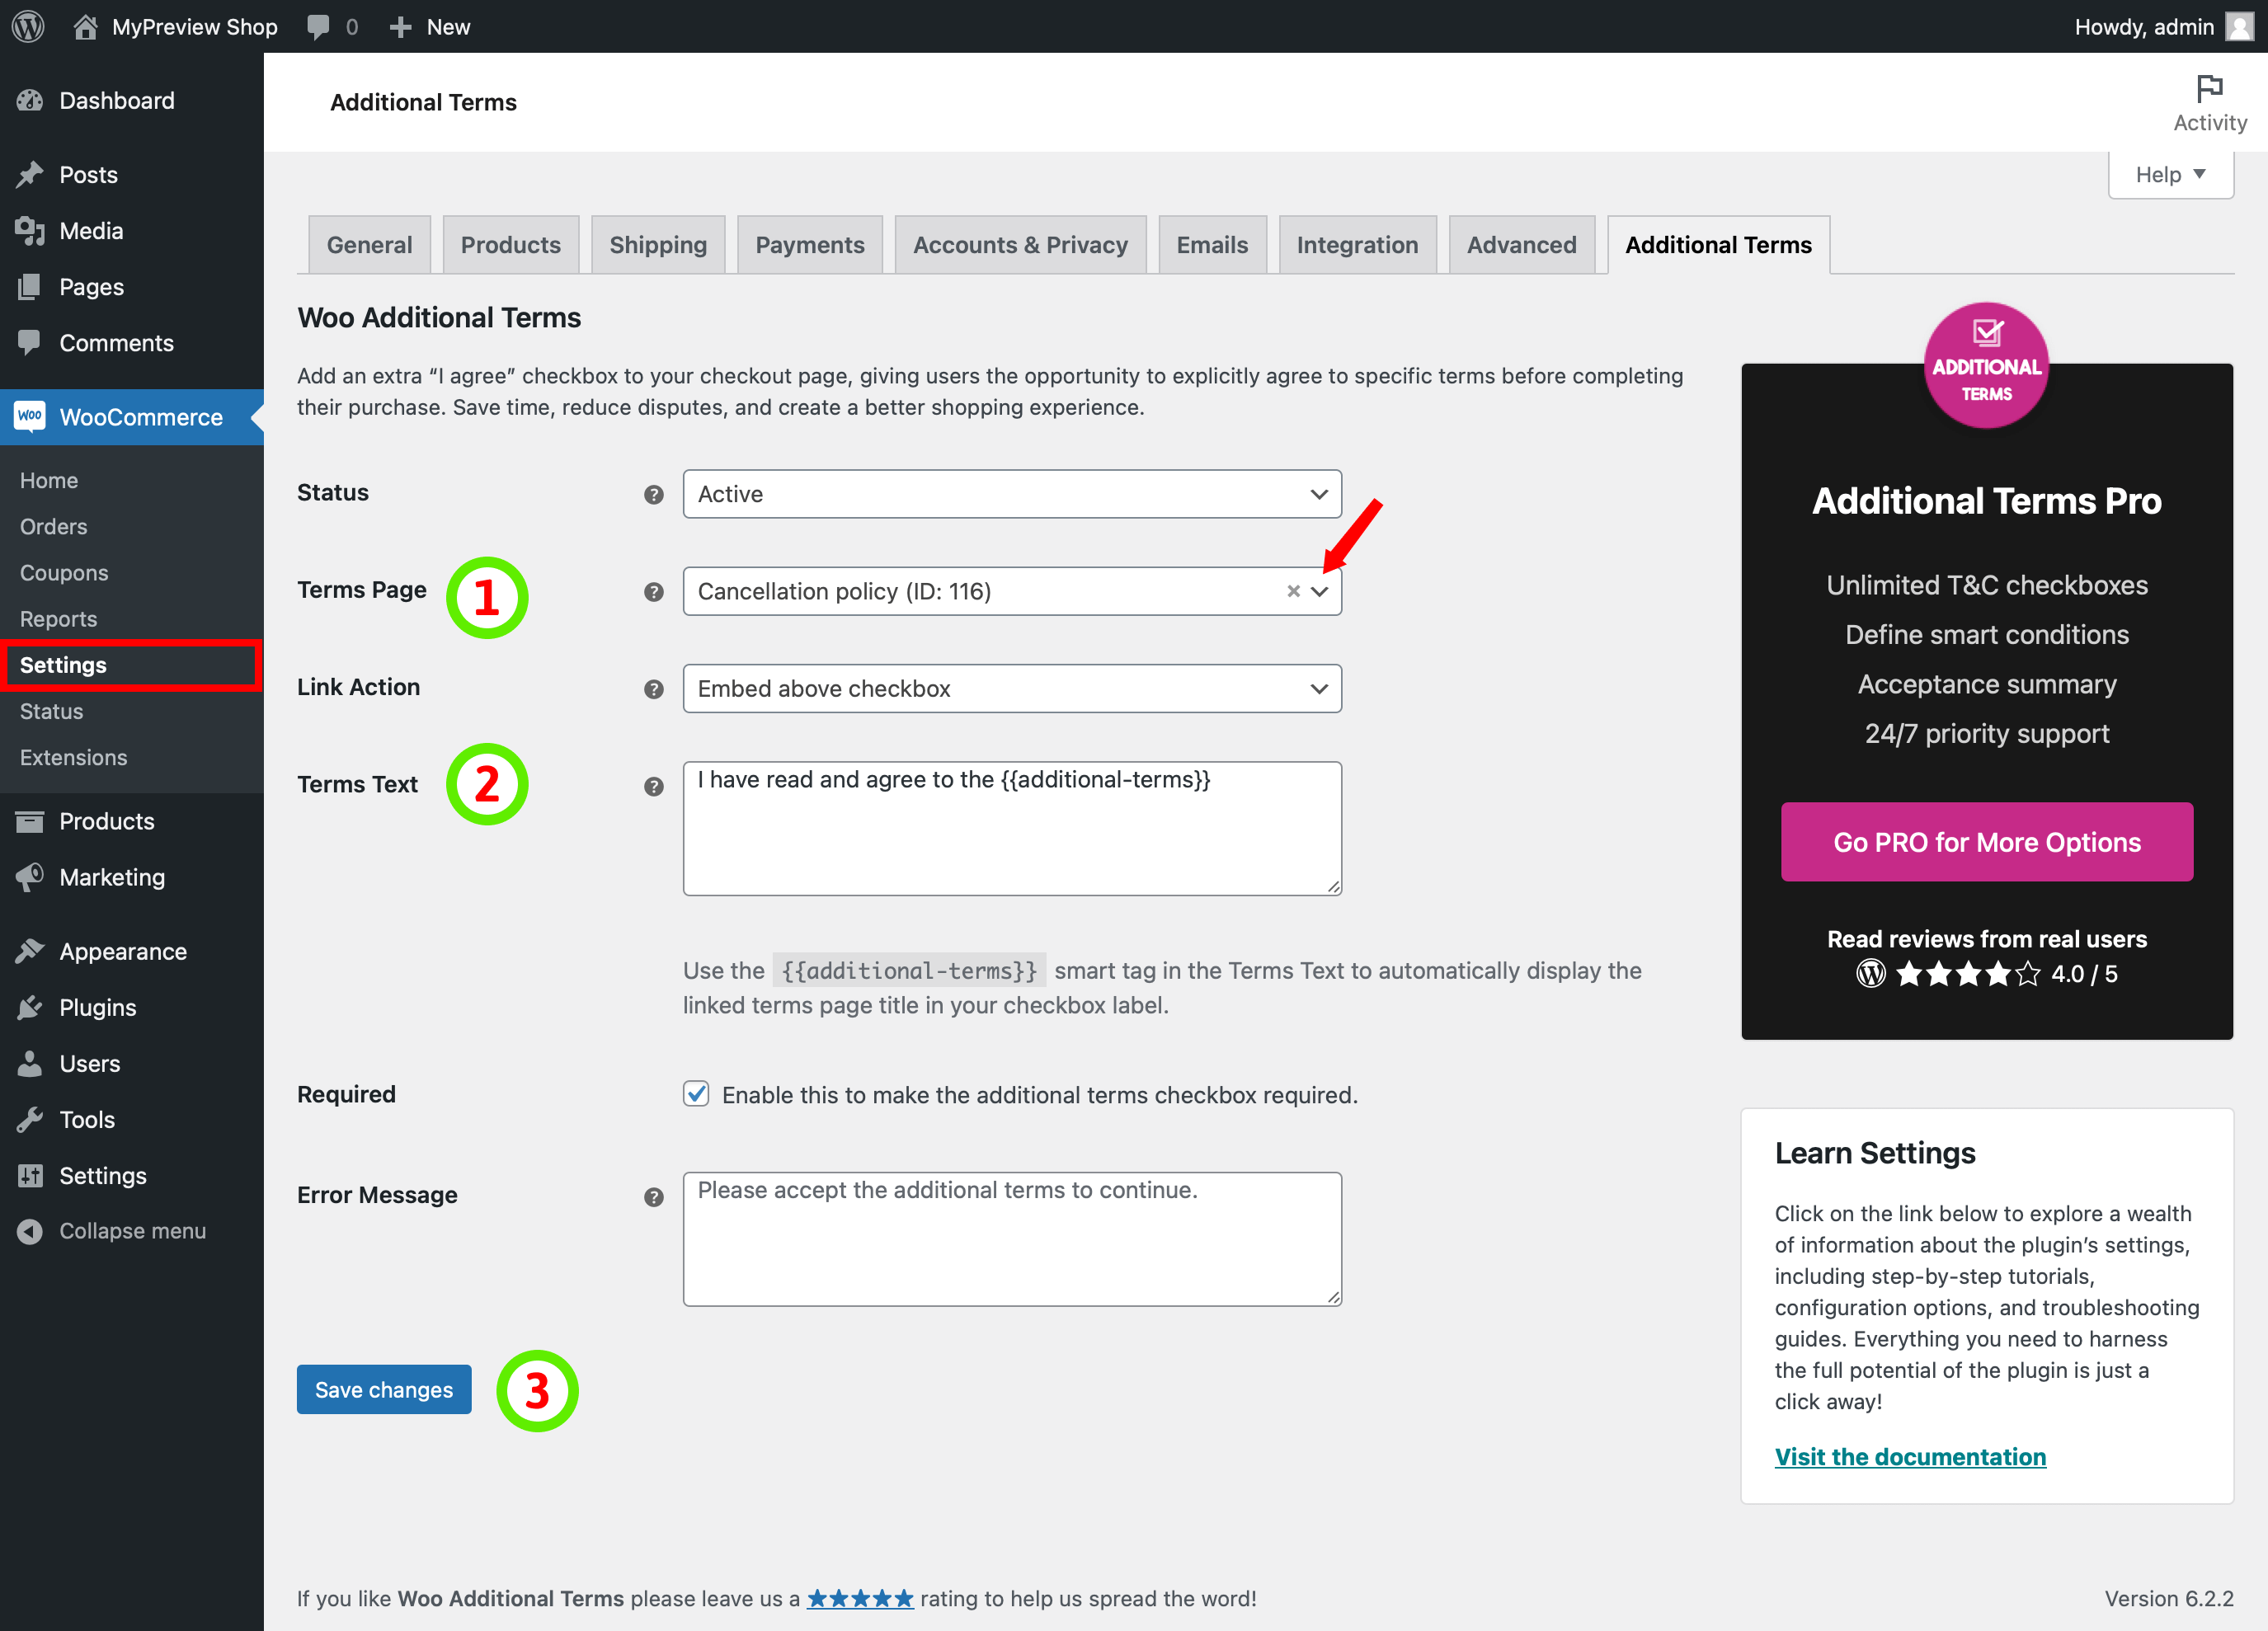 MyPreview Shop
0
New
Howdy, admin
Dashboard
Posts
Media
Pages
Comments
WOO
WooCommerce
Home
Orders
Coupons
Reports
Settings
Status
Extensions
Products
Marketing
Appearance
Plugins
Users
Tools
Settings
Collapse menu
Additional Terms
Activity
Help
General
Products
Shipping
Payments
Accounts & Privacy
Emails
Integration
Advanced
Additional Terms
Woo Additional Terms
Add an extra “I agree” checkbox to your checkout page, giving users the opportunity to explicitly agree to specific terms before completing
their purchase. Save time, reduce disputes, and create a better shopping experience.
Status
?
Active
Terms Page
1
?
Cancellation policy (ID: 116)
×
Link Action
?
Embed above checkbox
Terms Text
2
?
I have read and agree to the {{additional-terms}}
Use the {{additional-terms}} smart tag in the Terms Text to automatically display the
linked terms page title in your checkbox label.
Required
Enable this to make the additional terms checkbox required.
Error Message
?
Please accept the additional terms to continue.
Save changes
3
ADDITIONAL
TERMS
Additional Terms Pro
Unlimited T&C checkboxes
Define smart conditions
Acceptance summary
24/7 priority support
Go PRO for More Options
Read reviews from real users
4.0 / 5
Learn Settings
Click on the link below to explore a wealth
of information about the plugin’s settings,
including step-by-step tutorials,
configuration options, and troubleshooting
guides. Everything you need to harness
the full potential of the plugin is just a
click away!
Visit the documentation
If you like Woo Additional Terms please leave us a ★★★★★ rating to help us spread the word!
Version 6.2.2